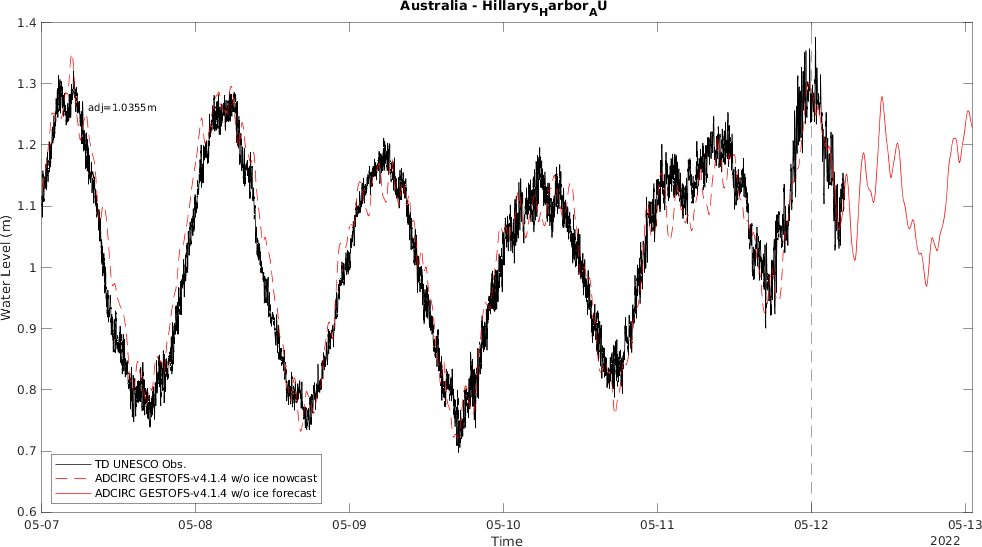 Australia - Hillarys_Harbor_AU
1.4
1.3
adj=1.0355m
1.2
1.1
Water Level (m)
1
0.9
0.8
0.7
TD UNESCO Obs.
ADCIRC GESTOFS-v4.1.4 w/o ice nowcast
ADCIRC GESTOFS-v4.1.4 w/o ice forecast
0.6
05-07 05-08 05-09 05-10 05-11 05-12 05-13
Time 2022